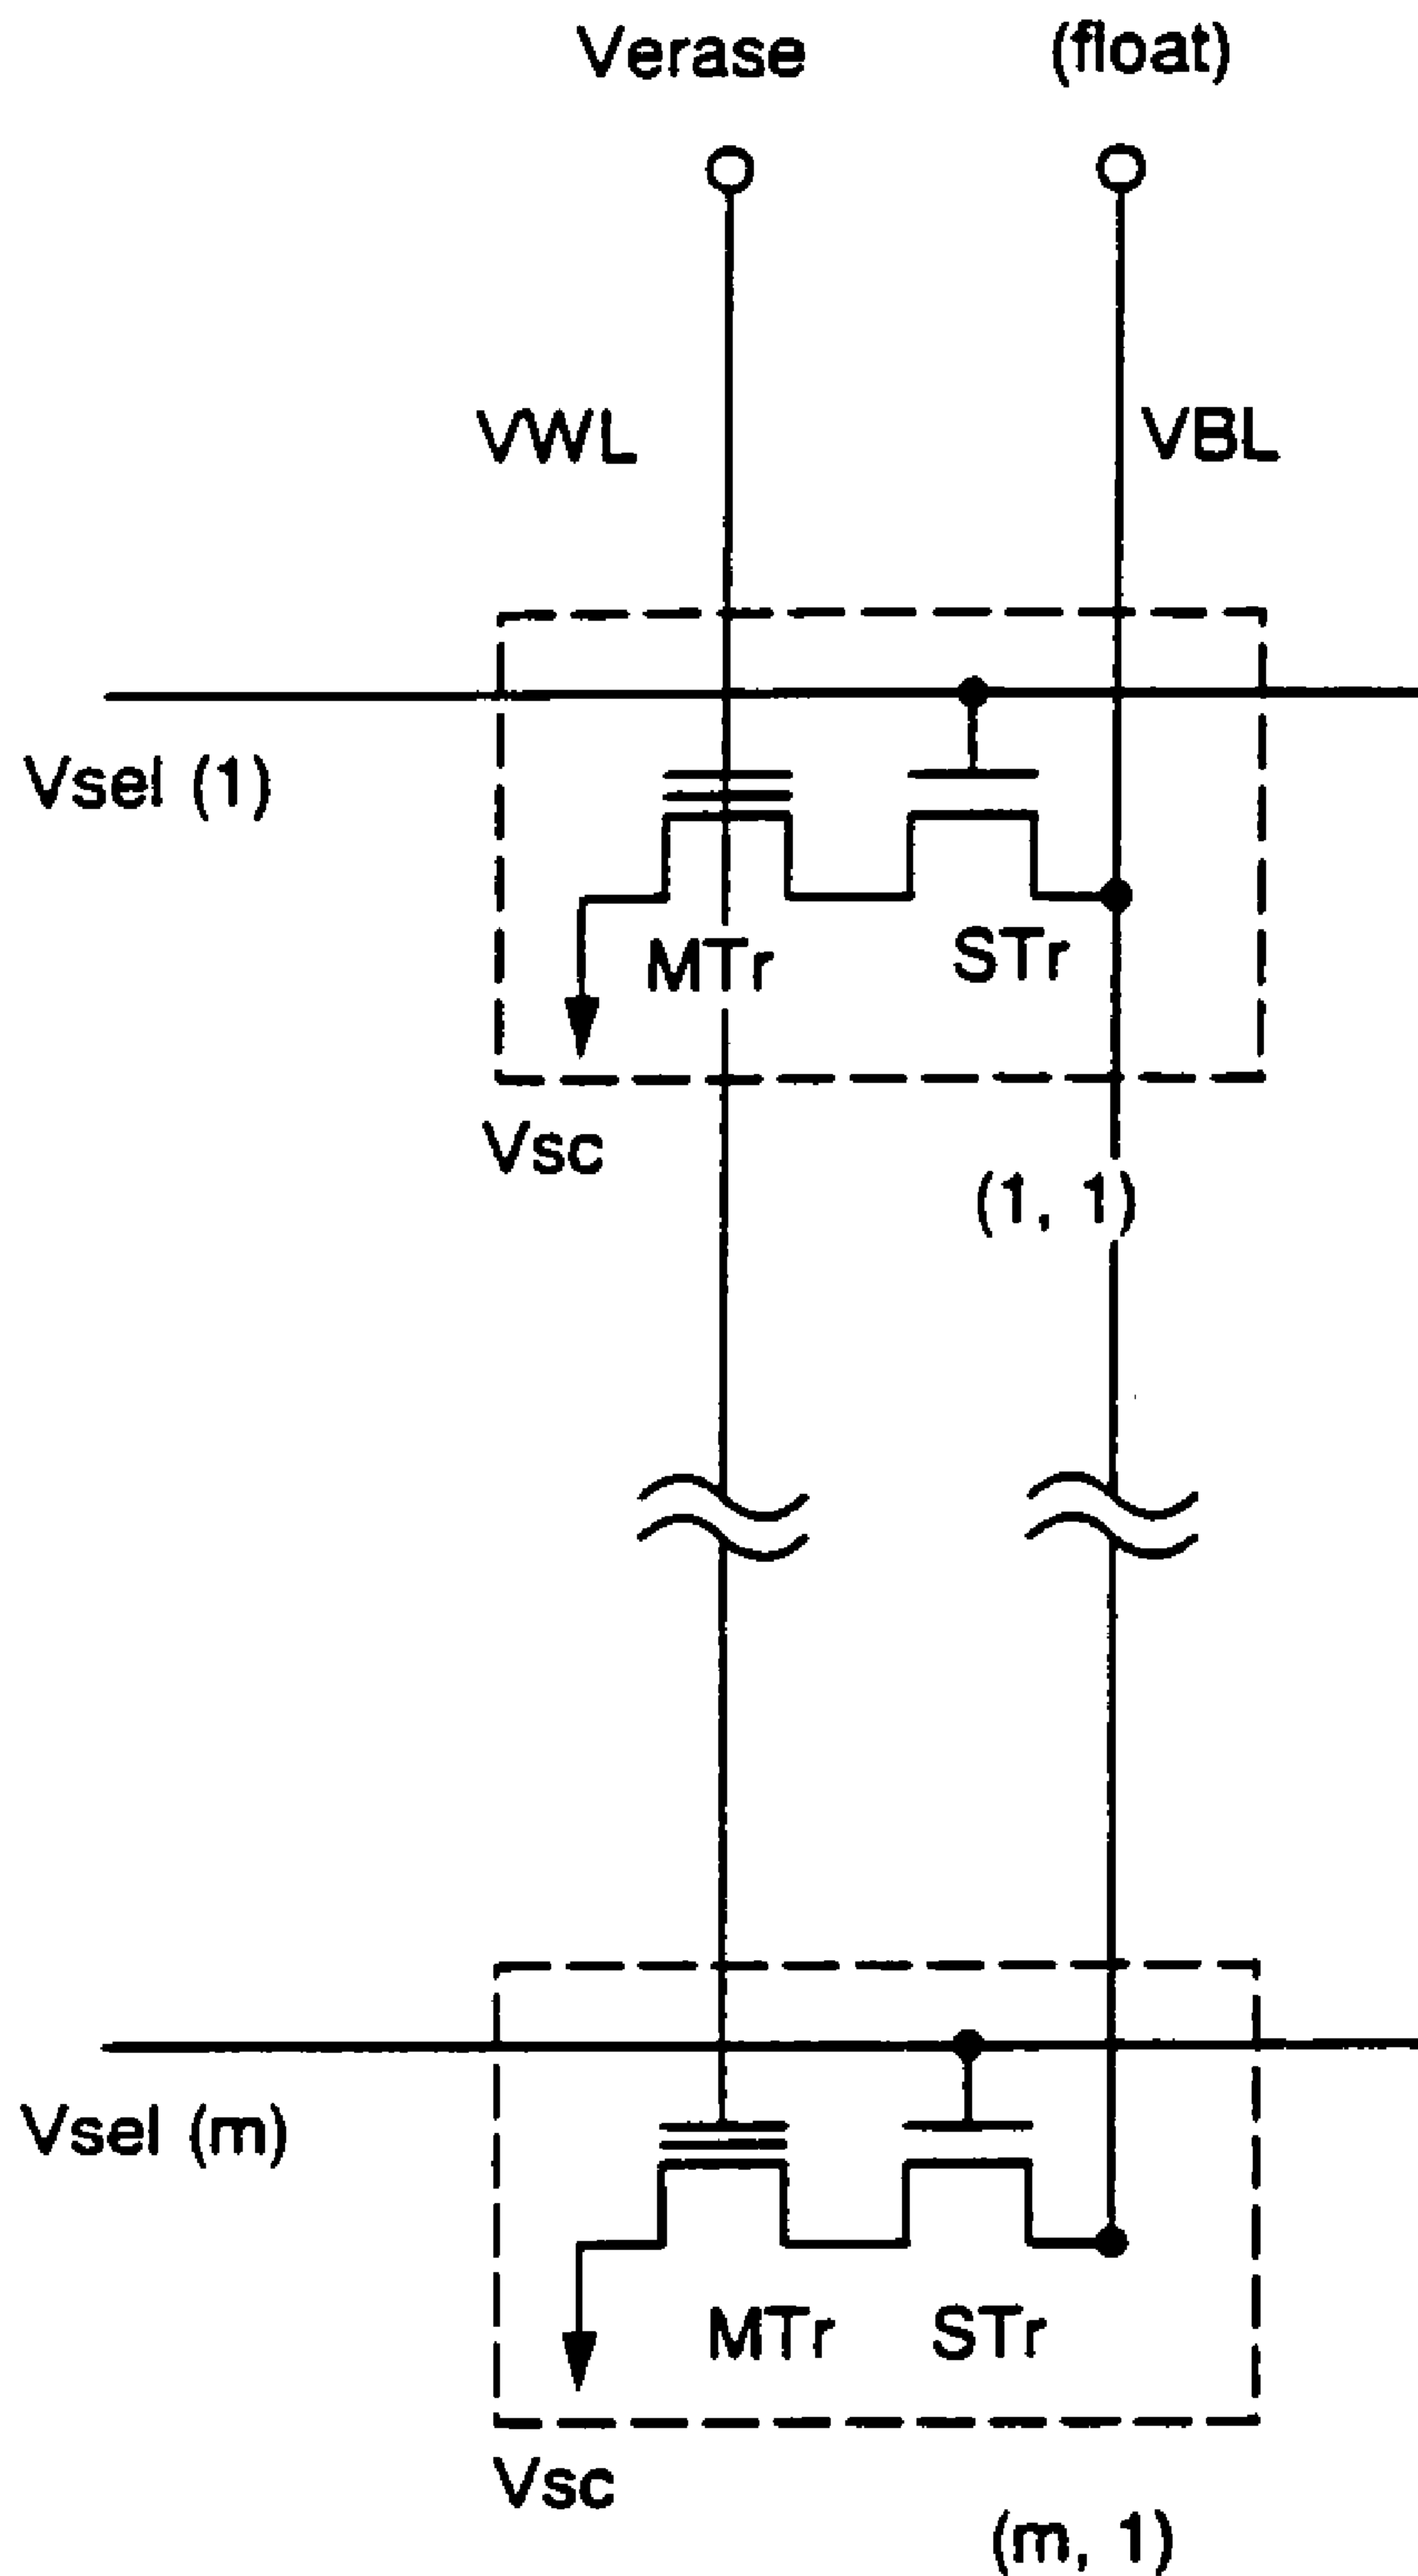 Verase (float)
VWL VBL
Vsel (1)
MTr STr
Vsc
(1, 1)
Vsel (m)
MTr STr
Vsc
(m, 1)